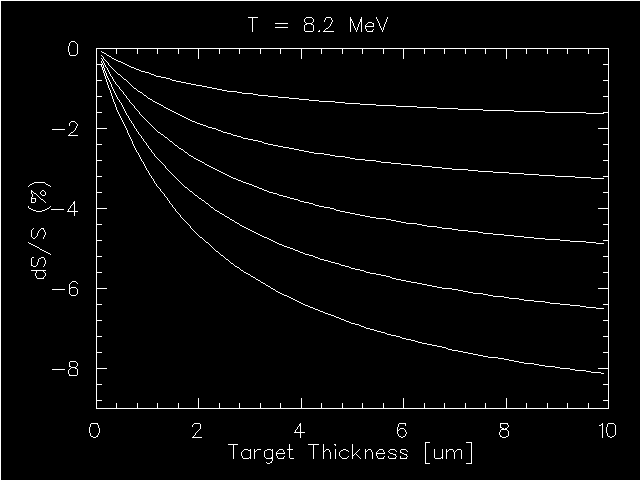 T = 8.2 MeV
0
-2
-4
-6
-8
dS/S (%)
0 2 4 6 8 10
Target Thickness [um]